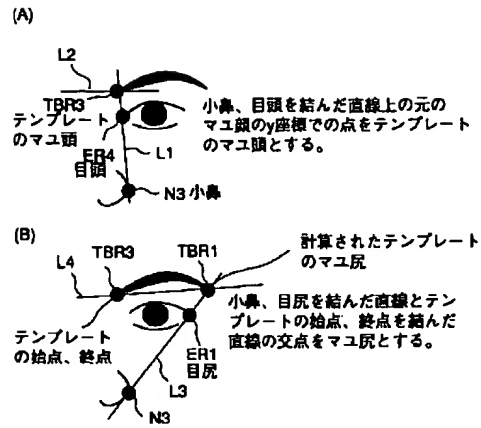 (A)
L2
TBR3
テンプレート
のマユ頭
ER4
目頭
L1
N3 小鼻
小鼻、目頭を結んだ直線上の元の
マユ頭のy座標での点をテンプレート
のマユ頭とする。
(B)
L4
TBR3
TBR1
計算されたテンプレート
のマユ尻
小鼻、目尻を結んだ直線とテン
プレートの始点、終点を結んだ
直線の交点をマユ尻とする。
テンプレート
の始点、終点
ER1
目尻
L3
N3